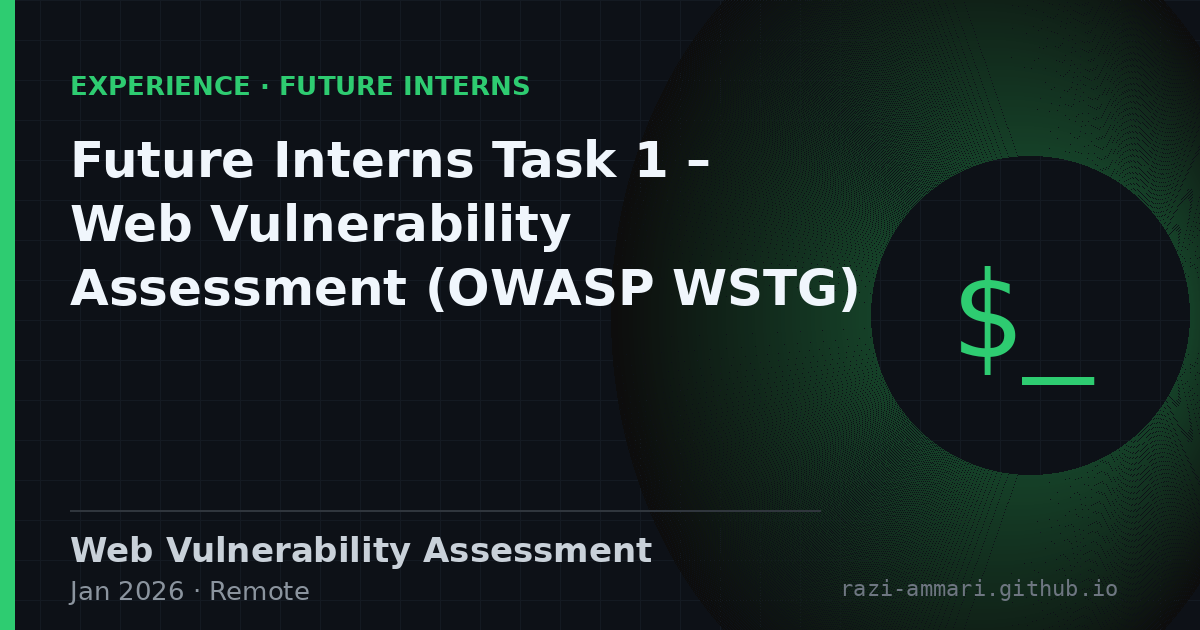 EXPERIENCE · FUTURE INTERNS
Future Interns Task 1 –
Web Vulnerability
Assessment (OWASP WSTG)
$_
Web Vulnerability Assessment
Jan 2026 · Remote
razi-ammari.github.io